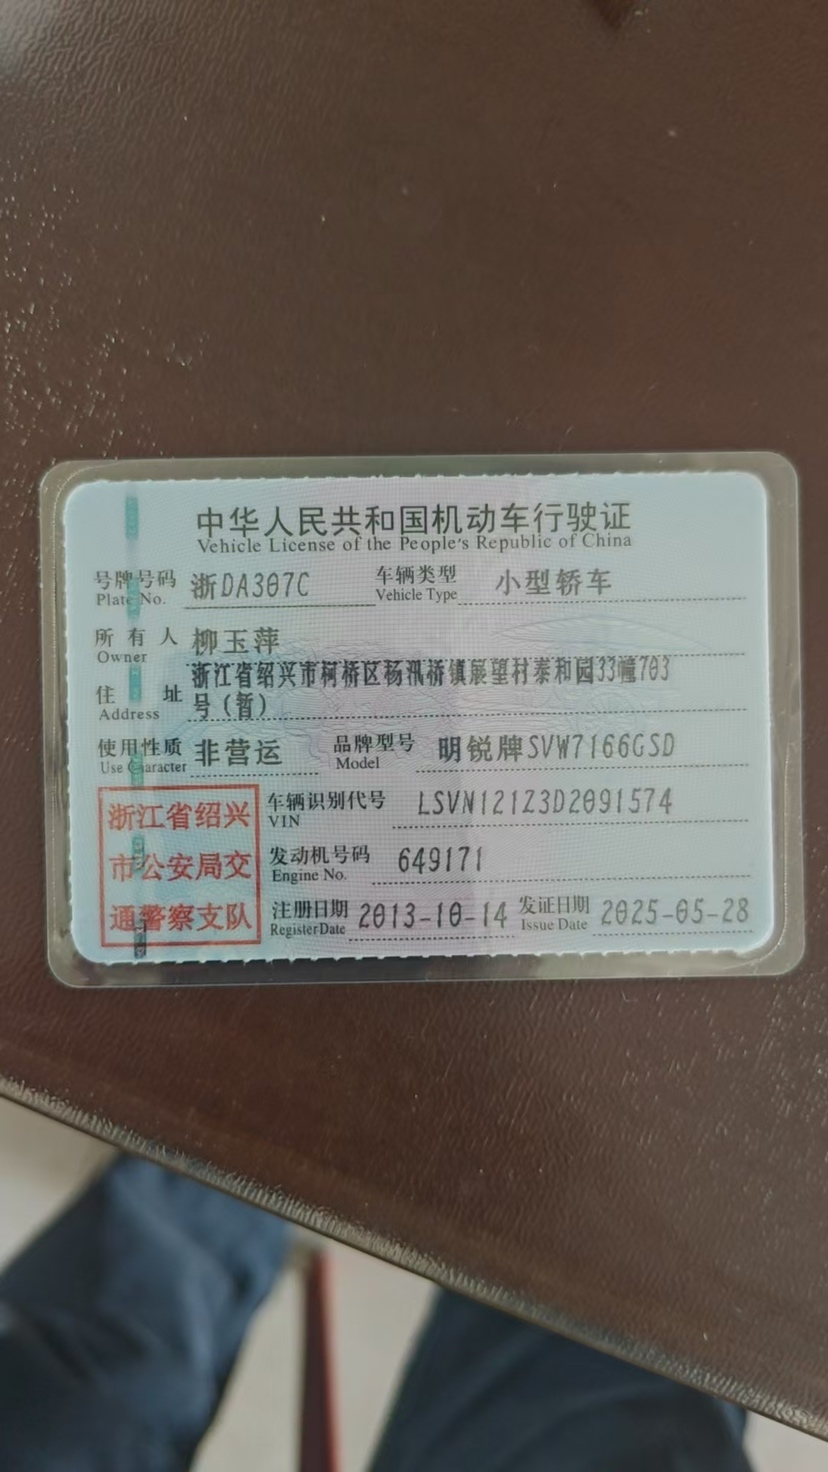 中华人民共和国机动车行驶证
Vehicle License of the People's Republic of China
号牌号码 浙DA307C 车辆类型 小型轿车
Plate No. Vehicle Type
所有人 柳玉萍
Owner
浙江省绍兴市柯桥区杨汛桥镇展望村泰和园33幢703
住址 号(暂)
Address
使用性质 非营运 品牌型号 明锐牌SVW7166GSD
Use Character Model
车辆识别代号 LSVN121Z3D2091574
VIN
发动机号码 649171
Engine No.
注册日期 2013-10-14 发证日期 2025-05-28
Register Date Issue Date
浙江省绍兴
市公安局交
通警察支队